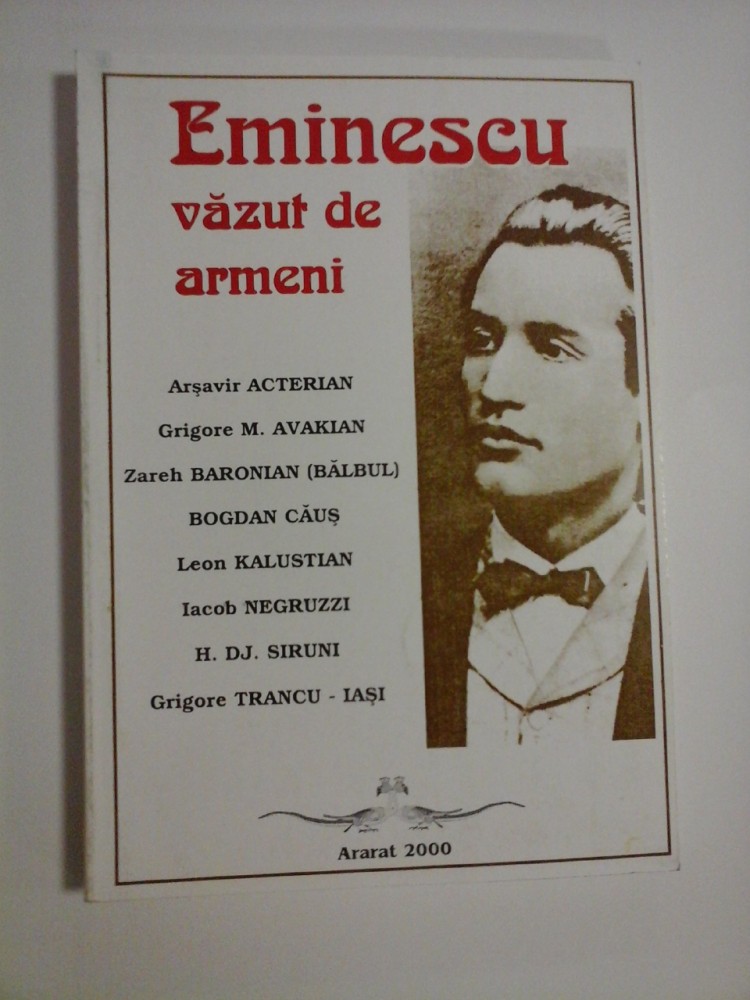 Eminescu
văzut de
armeni
Arşavir ACTERIAN
Grigore M. AVAKIAN
Zareh BARONIAN (BĂLBUL)
BOGDAN CĂUŞ
Leon KALUSTIAN
Iacob NEGRUZZI
H. DJ. SIRUNI
Grigore TRANCU - IAŞI
Ararat 2000